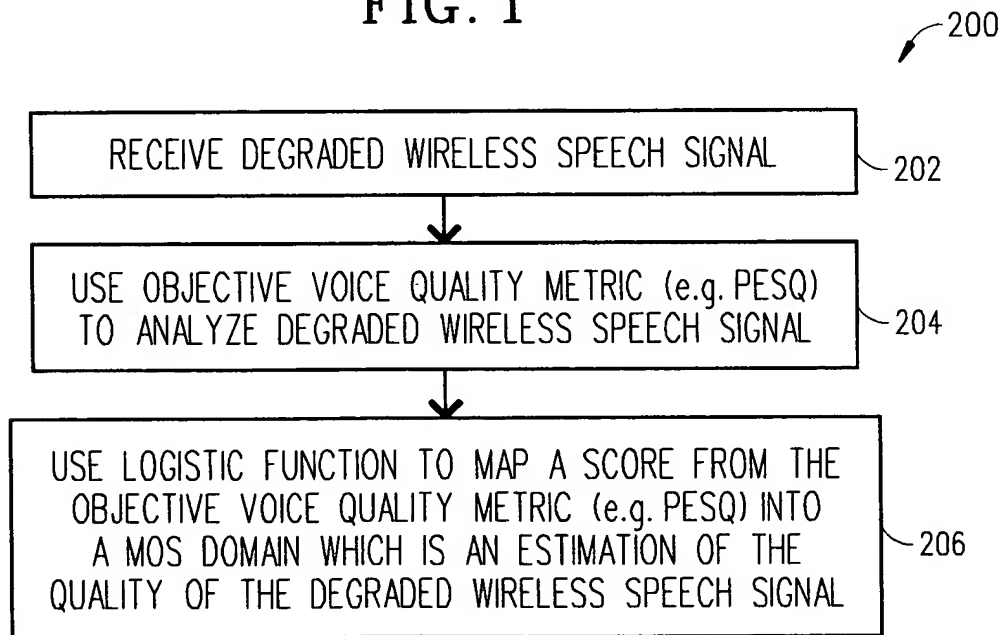 FIG. 1
200
RECEIVE DEGRADED WIRELESS SPEECH SIGNAL
202
USE OBJECTIVE VOICE QUALITY METRIC (e.g. PESQ)
TO ANALYZE DEGRADED WIRELESS SPEECH SIGNAL
204
USE LOGISTIC FUNCTION TO MAP A SCORE FROM THE
OBJECTIVE VOICE QUALITY METRIC (e.g. PESQ) INTO
A MOS DOMAIN WHICH IS AN ESTIMATION OF THE
QUALITY OF THE DEGRADED WIRELESS SPEECH SIGNAL
206